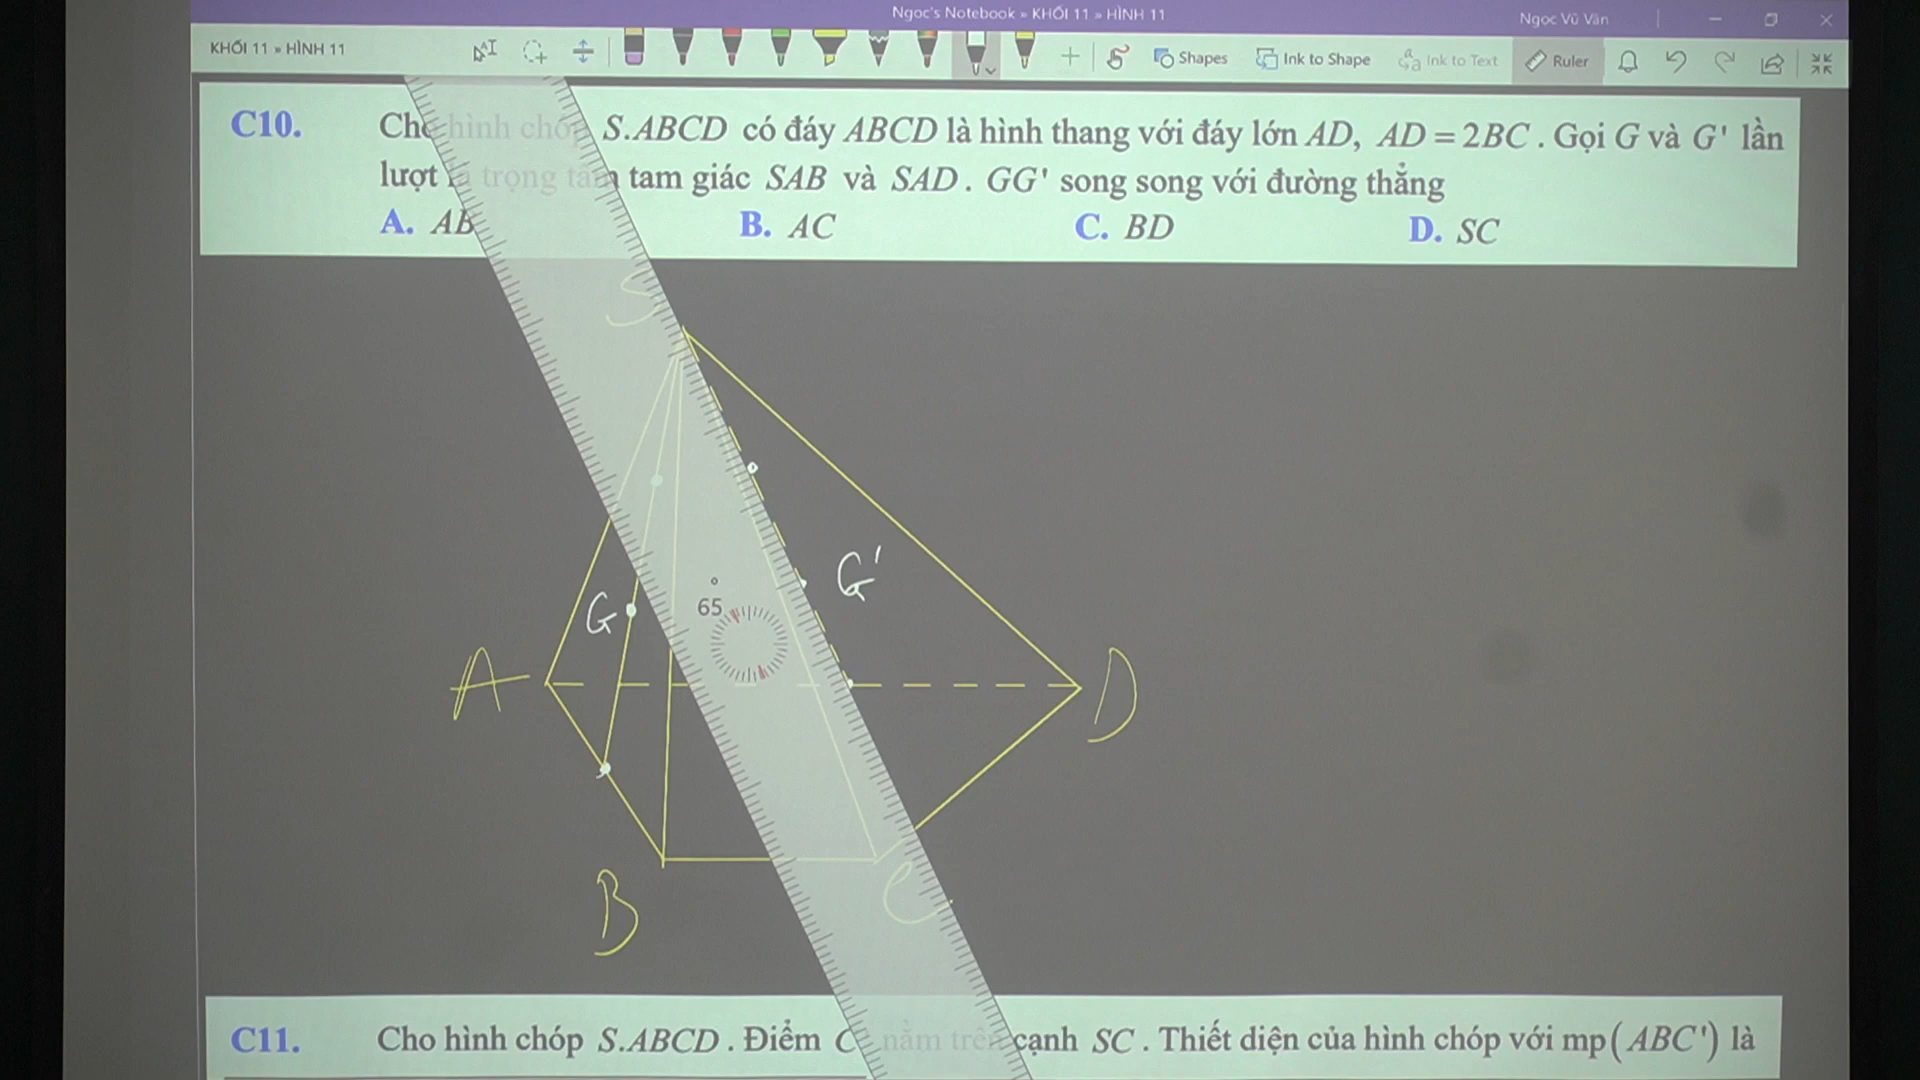 Ngọc's Notebook » KHỐI 11 » HÌNH 11
Ngoc Vũ Văn
KHỐI 11 » HÌNH 11
Shapes
Ink to Shape
Ink to Text
Ruler
C10. Cho hình chóp S.ABCD có đáy ABCD là hình thang với đáy lớn AD, AD = 2BC. Gọi G và G' lần
lượt là trọng tâm tam giác SAB và SAD. GG' song song với đường thẳng
A. AB B. AC C. BD D. SC
S
G'
65°
G
A
D
B
C
C11. Cho hình chóp S.ABCD. Điểm C' nằm trên cạnh SC. Thiết diện của hình chóp với mp(ABC') là